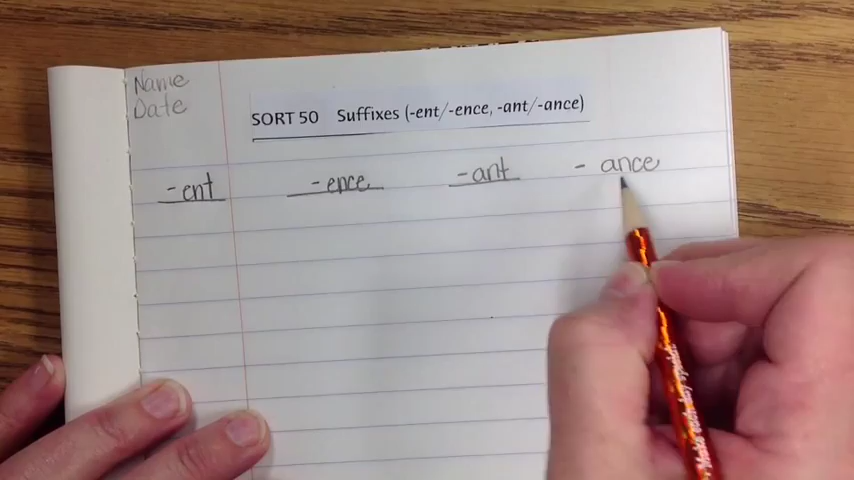 Name
Date
SORT 50 Suffixes (-ent/-ence, -ant/-ance)
-ent -ence -ant - ance